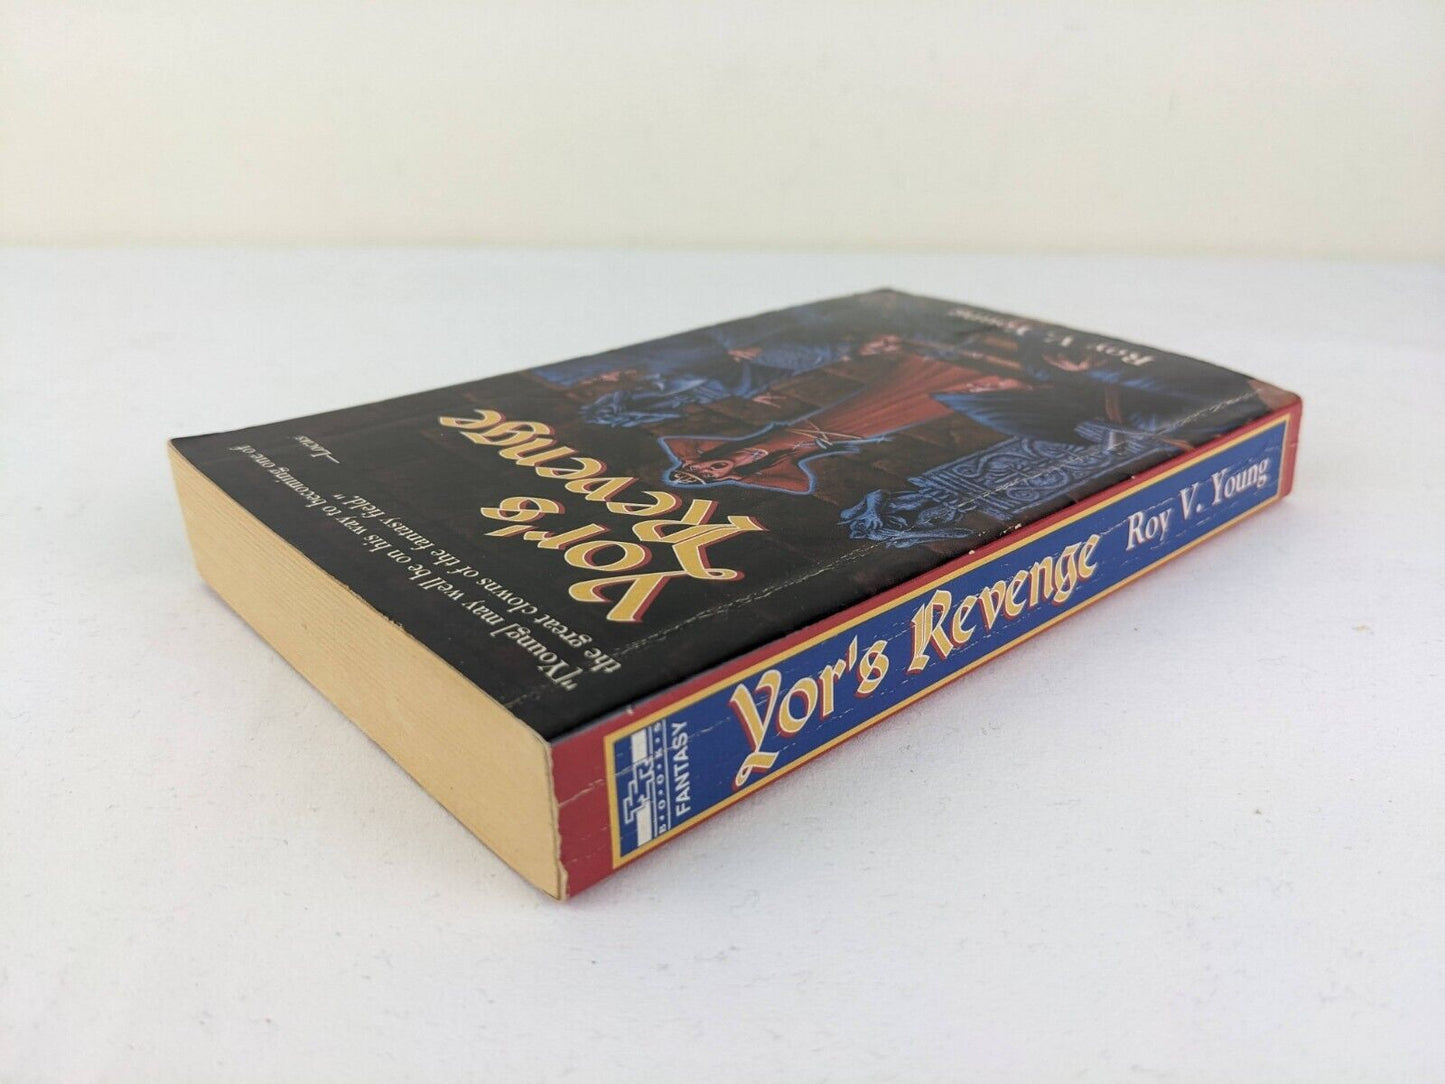 Roy V. Young
Yor's
Revenge
"[Young] may well be on his way to becoming one of
the great clowns of the fantasy field."
—Locus
TSR
B•O•O•K•S
FANTASY
Yor's Revenge
Roy V. Young